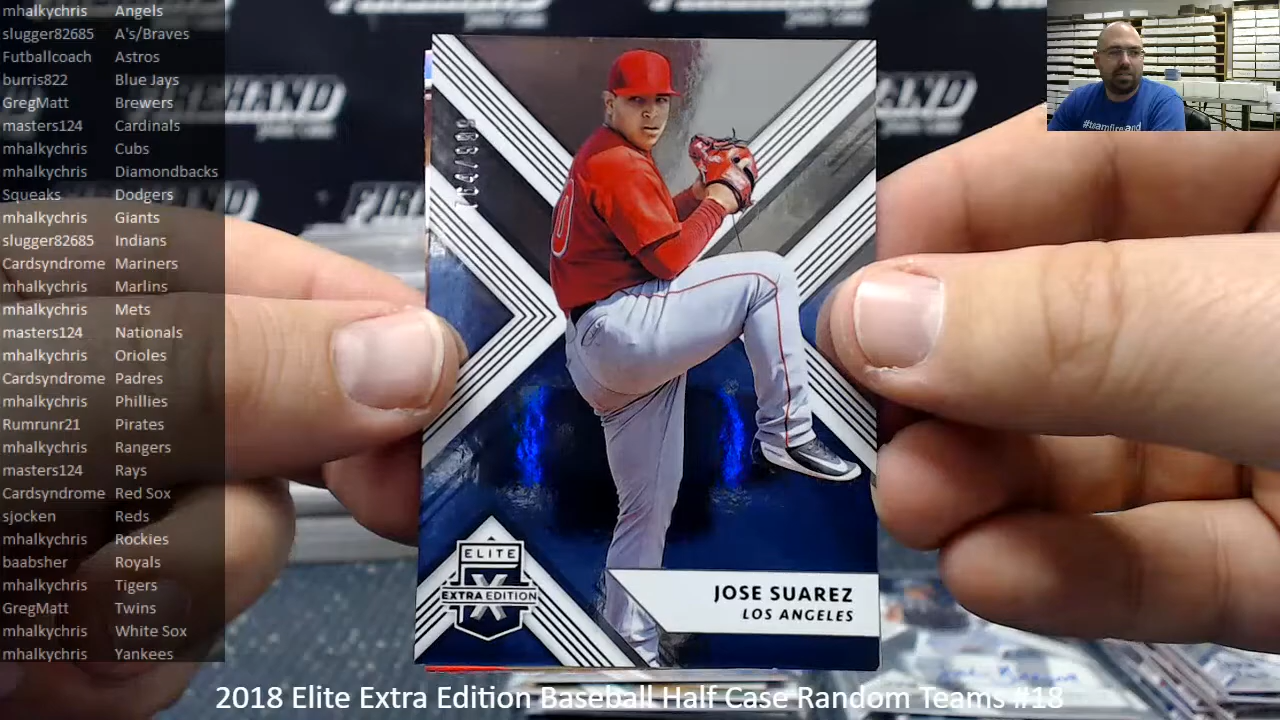 mhalkychris Angels
slugger82685 A's/Braves
Futballcoach Astros
burris822 Blue Jays
GregMatt Brewers
masters124 Cardinals
mhalkychris Cubs
mhalkychris Diamondbacks
Squeaks Dodgers
mhalkychris Giants
slugger82685 Indians
Cardsyndrome Mariners
mhalkychris Marlins
mhalkychris Mets
masters124 Nationals
mhalkychris Orioles
Cardsyndrome Padres
mhalkychris Phillies
Rumrunr21 Pirates
mhalkychris Rangers
masters124 Rays
Cardsyndrome Red Sox
sjocken Reds
mhalkychris Rockies
baabsher Royals
mhalkychris Tigers
GregMatt Twins
mhalkychris White Sox
mhalkychris Yankees
ELITE
X
EXTRA EDITION
JOSE SUAREZ
LOS ANGELES
2018 Elite Extra Edition Baseball Half Case Random Teams #18